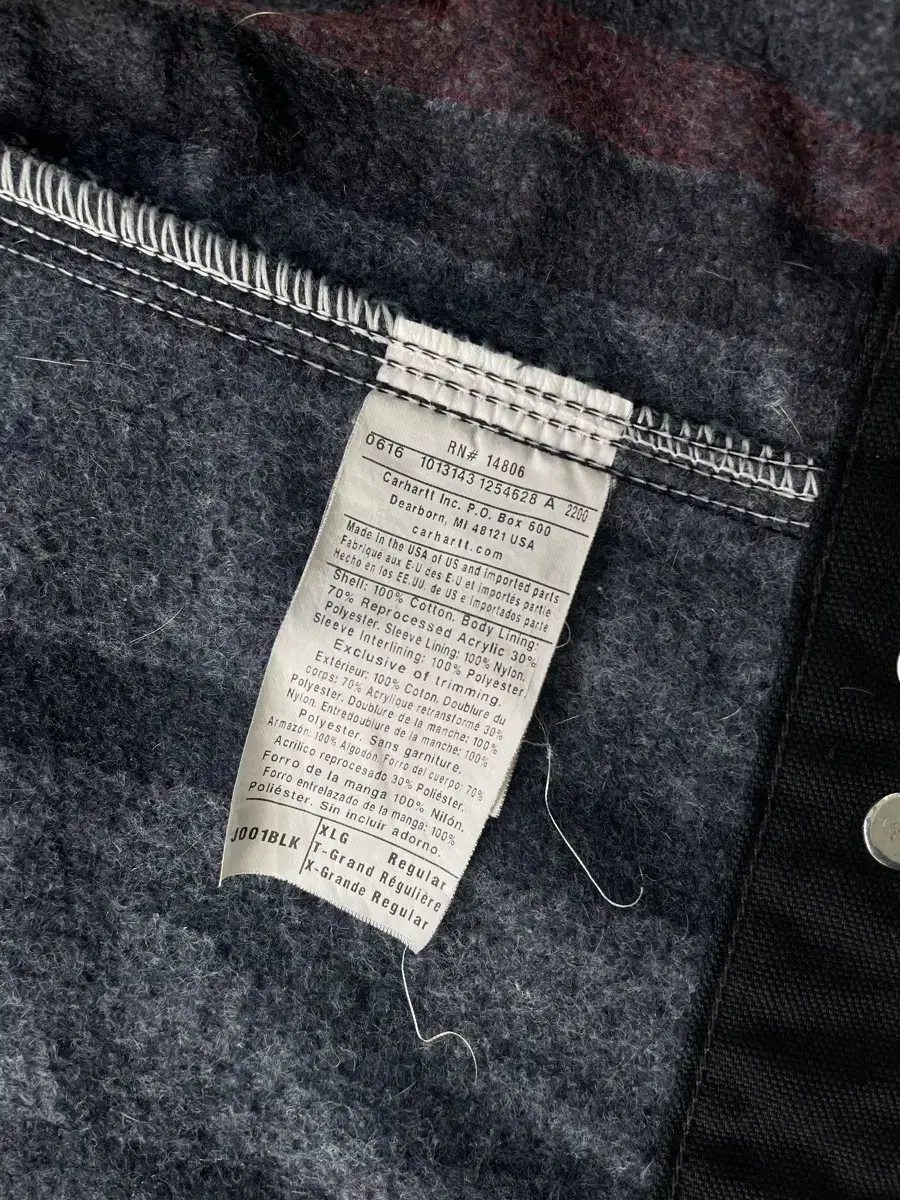 RN# 14806
0616 1013143 1254628 A 2200
Carhartt Inc. P.O. Box 600
Dearborn, MI 48121 USA
carhartt.com
Made in the USA of US and imported parts
Fabriqué aux E-U des E-U et importés partie
Hecho en los EE.UU. de US e importados parte
Shell: 100% Cotton. Body Lining:
70% Reprocessed Acrylic 30%
Polyester. Sleeve Lining: 100% Nylon.
Sleeve Interlining: 100% Polyester.
Exclusive of trimming.
Extérieur: 100% Coton. Doublure du
corps: 70% Acrylique retransformé 30%
Polyester. Doublure de la manche: 100%
Nylon. Entredoublure de la manche: 100%
Polyester. Sans garniture.
Armazón: 100% Algodón. Forro del cuerpo: 70%
Acrílico reprocesado 30% Poliéster.
Forro de la manga 100% Nilón.
Forro entrelazado de la manga: 100%
Poliéster. Sin incluir adorno.
J001BLK
XLG Regular
T-Grand Régulière
X-Grande Regular